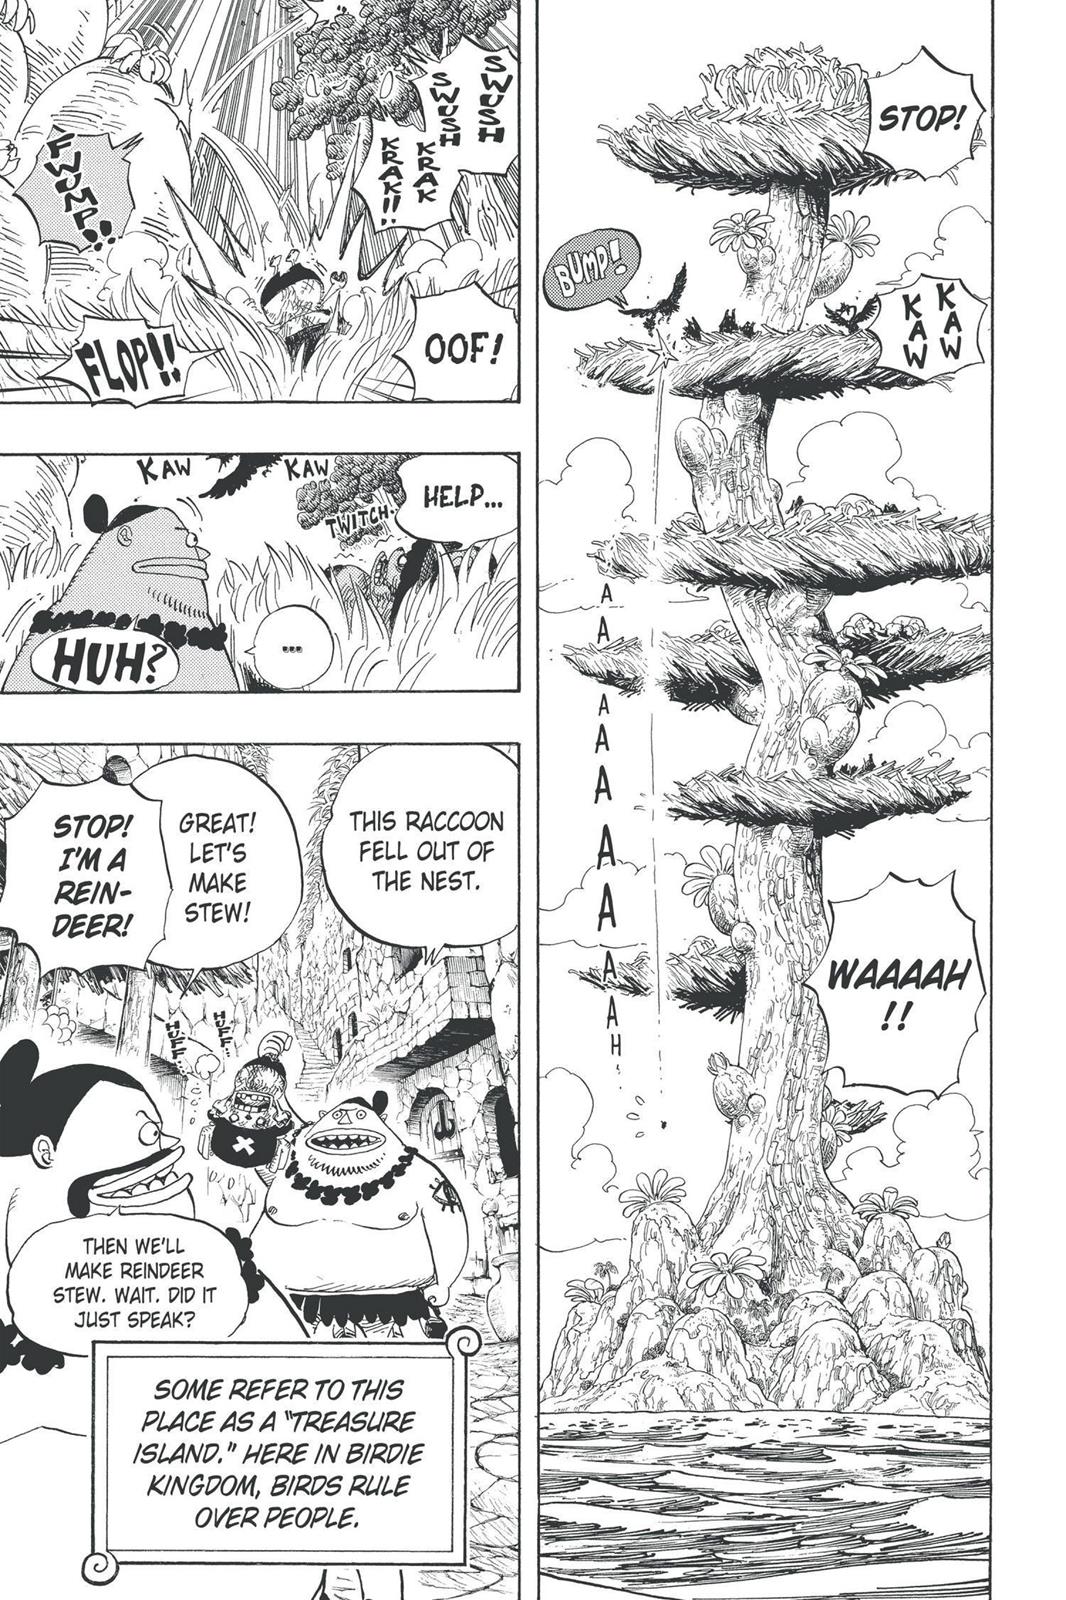 STOP!
BUMP!
KAW
KAW
A
A
A
A
A
A
A
A
A
A
A
H
WAAAAH
!!
SWUSH
SWUSH
KRAK
KRAK!!
FWUMP!!
OOF!
FLOP!!
KAW
KAW
HELP...
TWITCH
...
HUH?
THIS RACCOON
FELL OUT OF
THE NEST.
GREAT!
LET'S
MAKE
STEW!
STOP!
I'M A
REIN-
DEER!
HUFF...
HUFF...
THEN WE'LL
MAKE REINDEER
STEW. WAIT. DID IT
JUST SPEAK?
SOME REFER TO THIS
PLACE AS A "TREASURE
ISLAND." HERE IN BIRDIE
KINGDOM, BIRDS RULE
OVER PEOPLE.